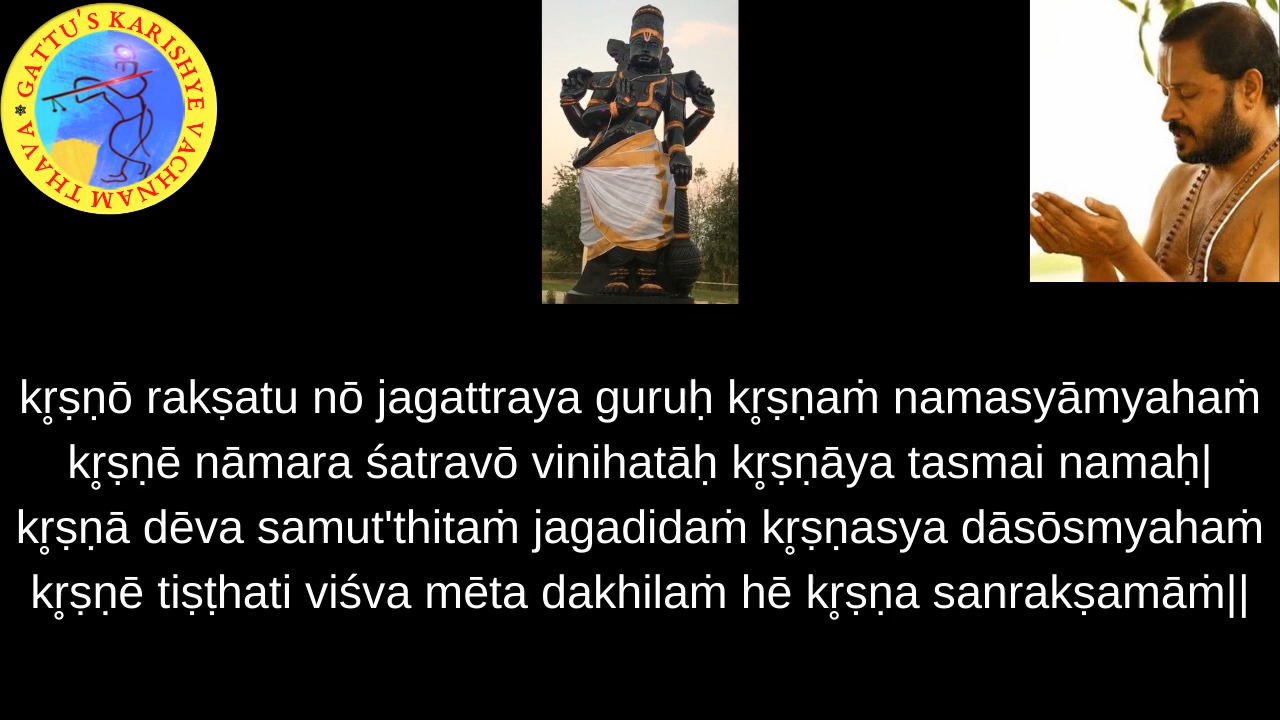 GATTU'S KARISHYE VACHNAM THAVA
kr̥ṣṇō rakṣatu nō jagattraya guruḥ kr̥ṣṇaṁ namasyāmyahaṁ
kr̥ṣṇē nāmara śatravō vinihatāḥ kr̥ṣṇāya tasmai namaḥ|
kr̥ṣṇā dēva samut'thitaṁ jagadidaṁ kr̥ṣṇasya dāsōsmyahaṁ
kr̥ṣṇē tiṣṭhati viśva mēta dakhilaṁ hē kr̥ṣṇa sanrakṣamāṁ||